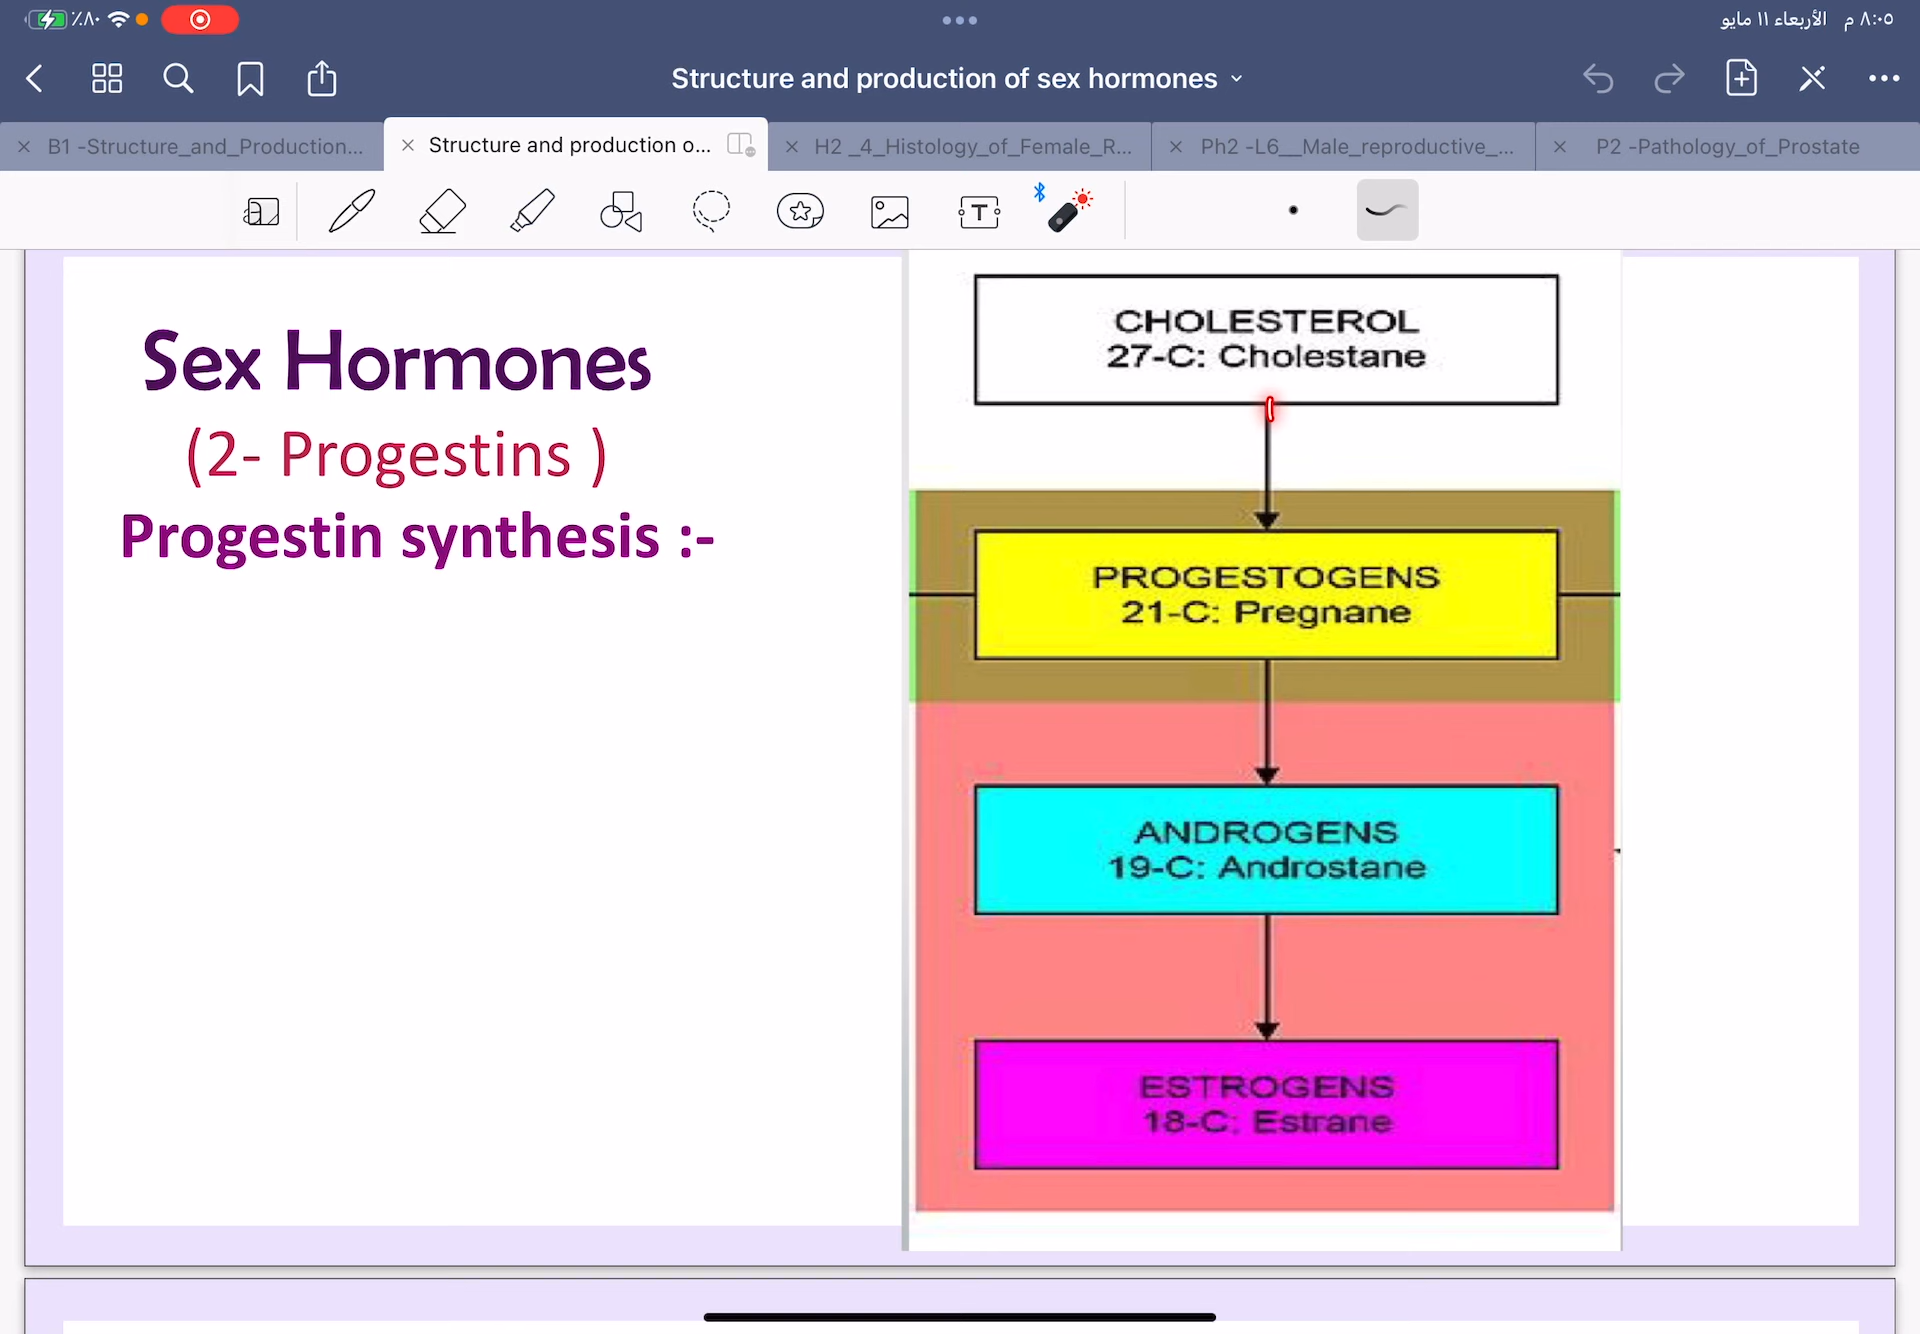 ٪٨٠
الأربعاء ١١ مايو ٨:٠٥ م
Structure and production of sex hormones
B1 -Structure_and_Production...
Structure and production o...
H2 _4_Histology_of_Female_R...
Ph2 -L6__Male_reproductive_...
P2 -Pathology_of_Prostate
T
Sex Hormones
(2- Progestins )
Progestin synthesis :-
CHOLESTEROL
27-C: Cholestane
PROGESTOGENS
21-C: Pregnane
ANDROGENS
19-C: Androstane
ESTROGENS
18-C: Estrane